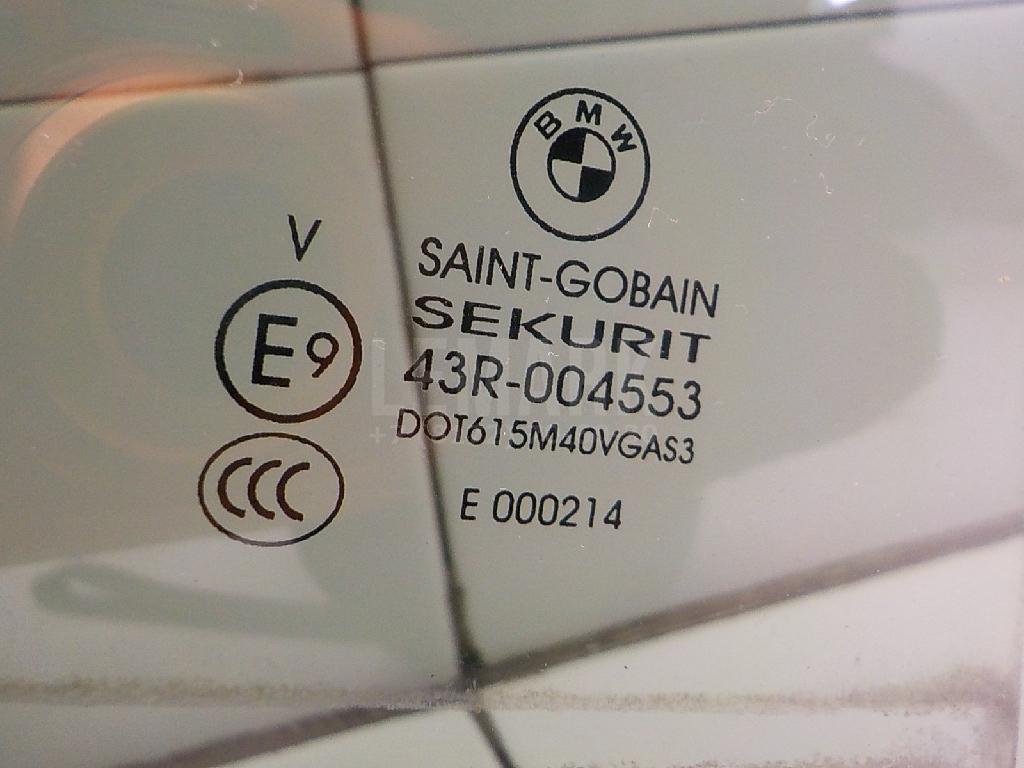 BMW
V
SAINT-GOBAIN
SEKURIT
E9
43R-004553
DOT615M40VGAS3
CCC
E 000214